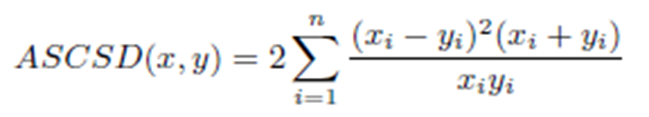 ASCSD(x, y) = 2 \sum_{i=1}^{n} \frac{(x_i - y_i)^2 (x_i + y_i)}{x_i y_i}